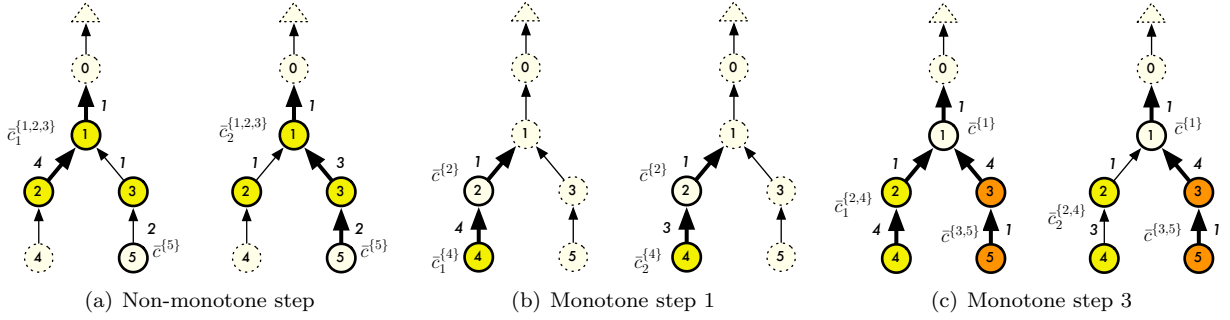 0 0 0 0 0 0
1 1 1 1
c̄₁^{1,2,3} 1 c̄₂^{1,2,3} 1 1 1 1 c̄^{1} 1 c̄^{1}
4 1 1 3 c̄^{2} 1 c̄^{2} 1 1 4 1 4
2 3 2 3 2 3 2 3 c̄₁^{2,4} 2 3 c̄₂^{2,4} 2 3
2 2 4 3 4 c̄^{3,5} 1 3 c̄^{3,5} 1
4 5 c̄^{5} 4 5 c̄^{5} c̄₁^{4} 4 5 c̄₂^{4} 4 5 4 5 4 5
(a) Non-monotone step (b) Monotone step 1 (c) Monotone step 3